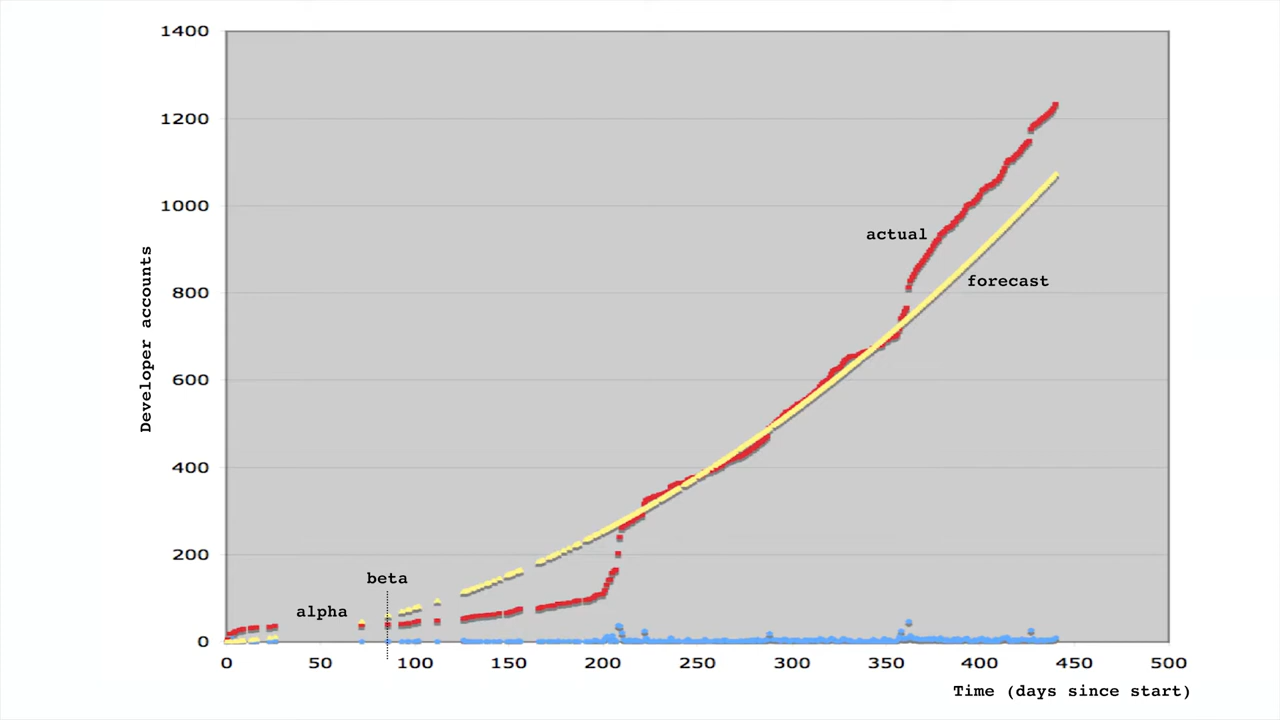 1400
1200
1000
800
600
400
200
0
Developer accounts
actual
forecast
beta
alpha
0 50 100 150 200 250 300 350 400 450 500
Time (days since start)